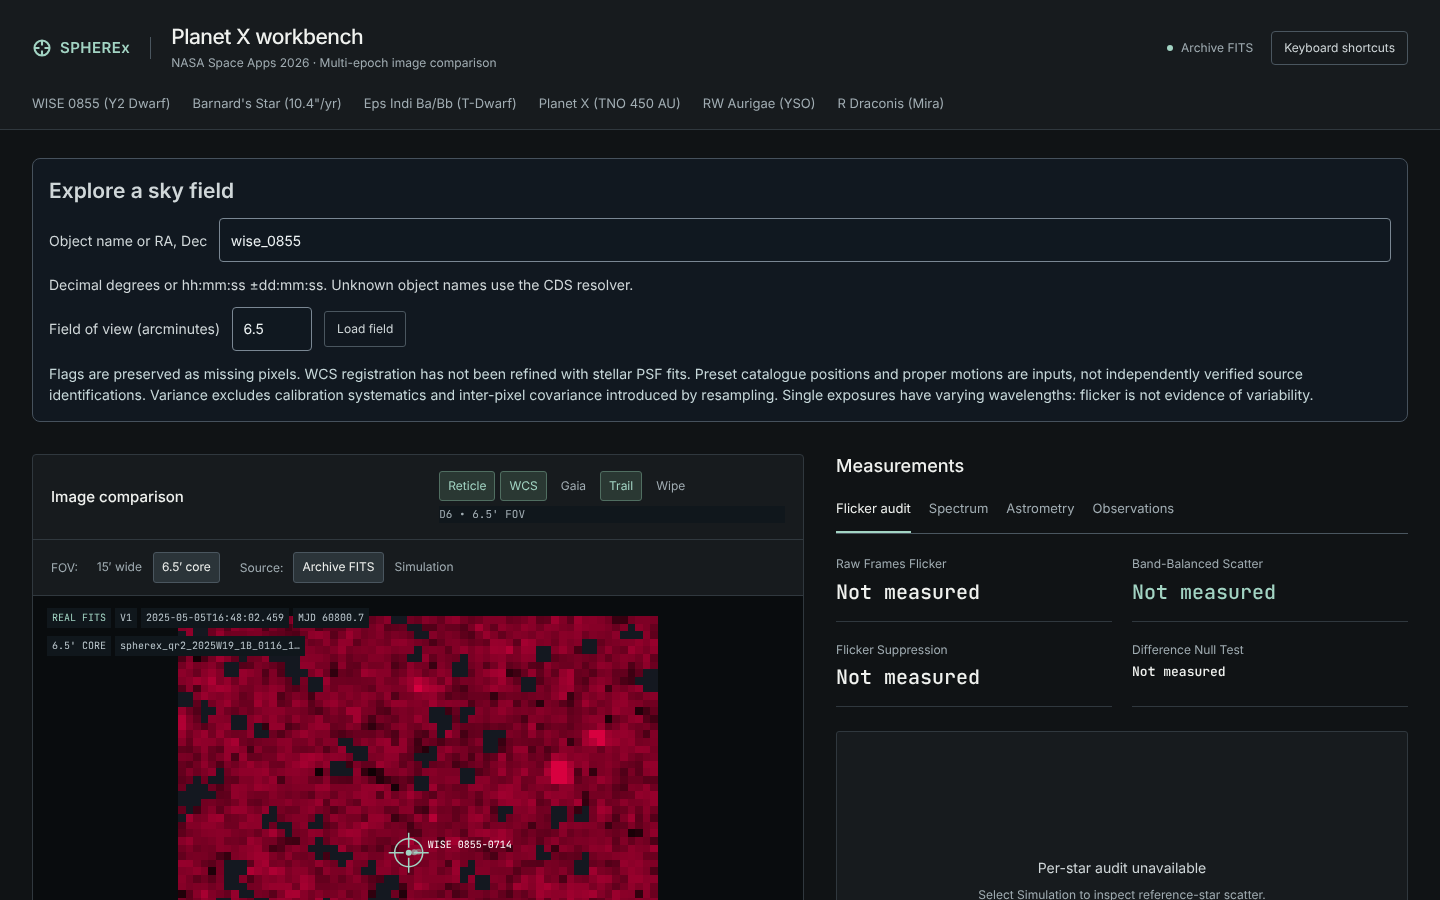 SPHEREx
Planet X workbench
NASA Space Apps 2026 · Multi-epoch image comparison
Archive FITS
Keyboard shortcuts
WISE 0855 (Y2 Dwarf)
Barnard's Star (10.4"/yr)
Eps Indi Ba/Bb (T-Dwarf)
Planet X (TNO 450 AU)
RW Aurigae (YSO)
R Draconis (Mira)
Explore a sky field
Object name or RA, Dec
wise_0855
Decimal degrees or hh:mm:ss ±dd:mm:ss. Unknown object names use the CDS resolver.
Field of view (arcminutes)
6.5
Load field
Flags are preserved as missing pixels. WCS registration has not been refined with stellar PSF fits. Preset catalogue positions and proper motions are inputs, not independently verified source
identifications. Variance excludes calibration systematics and inter-pixel covariance introduced by resampling. Single exposures have varying wavelengths: flicker is not evidence of variability.
Image comparison
Reticle
WCS
Gaia
Trail
Wipe
D6 • 6.5' FOV
FOV:
15′ wide
6.5′ core
Source:
Archive FITS
Simulation
REAL FITS
V1
2025-05-05T16:48:02.459
MJD 60800.7
6.5' CORE
spherex_qr2_2025W19_1B_0116_1…
WISE 0855-0714
Measurements
Flicker audit
Spectrum
Astrometry
Observations
Raw Frames Flicker
Not measured
Band-Balanced Scatter
Not measured
Flicker Suppression
Not measured
Difference Null Test
Not measured
Per-star audit unavailable
Select Simulation to inspect reference-star scatter.